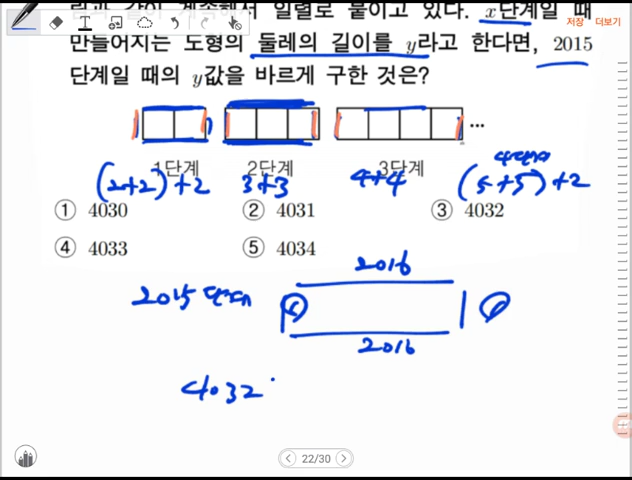 림과 같이 계속해서 일렬로 붙이고 있다. x단계일 때
저장 더보기
만들어지는 도형의 둘레의 길이를 y라고 한다면, 2015
단계일 때의 y값을 바르게 구한 것은?
...
1단계 2단계 3단계 4단계
(2+2)+2 3+3 4+4 (5+5)+2
① 4030 ② 4031 ③ 4032
④ 4033 ⑤ 4034
2016
2015 단계
2016
4032
22/30